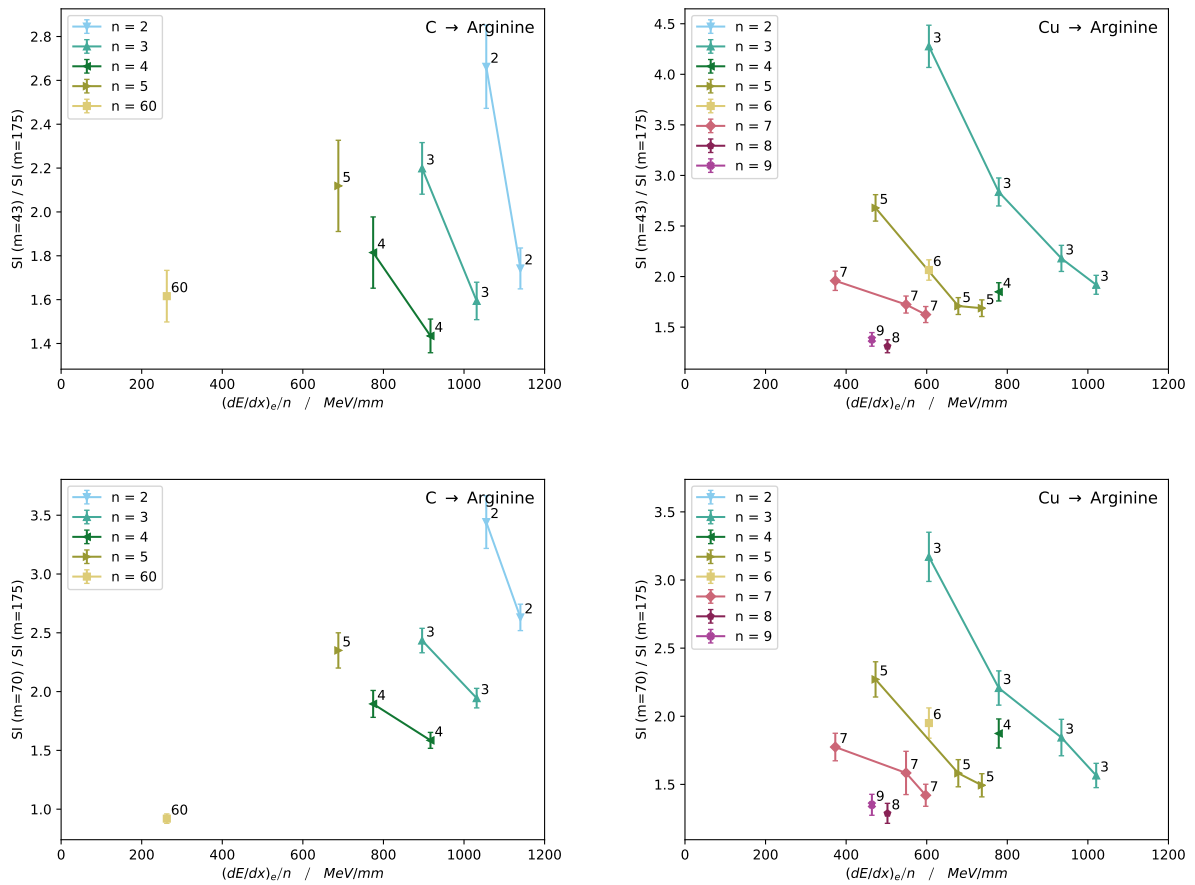 C → Arginine
n = 2
n = 3
n = 4
n = 5
n = 60
2.8
2.6
2.4
2.2
2.0
1.8
1.6
1.4
SI (m=43) / SI (m=175)
2
2
3
3
4
4
5
60
0 200 400 600 800 1000 1200
(dE/dx)e/n / MeV/mm
Cu → Arginine
n = 2
n = 3
n = 4
n = 5
n = 6
n = 7
n = 8
n = 9
4.5
4.0
3.5
3.0
2.5
2.0
1.5
SI (m=43) / SI (m=175)
3
3
3
3
4
5
5
5
6
7
7
7
8
9
0 200 400 600 800 1000 1200
(dE/dx)e/n / MeV/mm
C → Arginine
n = 2
n = 3
n = 4
n = 5
n = 60
3.5
3.0
2.5
2.0
1.5
1.0
SI (m=70) / SI (m=175)
2
2
3
3
4
4
5
60
0 200 400 600 800 1000 1200
(dE/dx)e/n / MeV/mm
Cu → Arginine
n = 2
n = 3
n = 4
n = 5
n = 6
n = 7
n = 8
n = 9
3.5
3.0
2.5
2.0
1.5
SI (m=70) / SI (m=175)
3
3
3
3
4
5
5
5
6
7
7
7
8
9
0 200 400 600 800 1000 1200
(dE/dx)e/n / MeV/mm